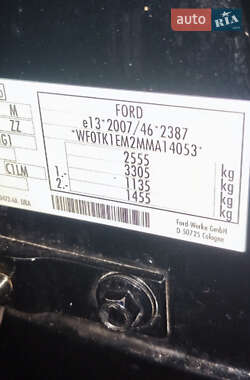 auto RIA
FORD
e13*2007/46*2387
*WF0TK1EM2MMA14053*
M
ZZ
2555 kg
1.- 3305 kg
2.- 1135 kg
C1LM 1455 kg
Ford Werke GmbH
D 50725 Cologne